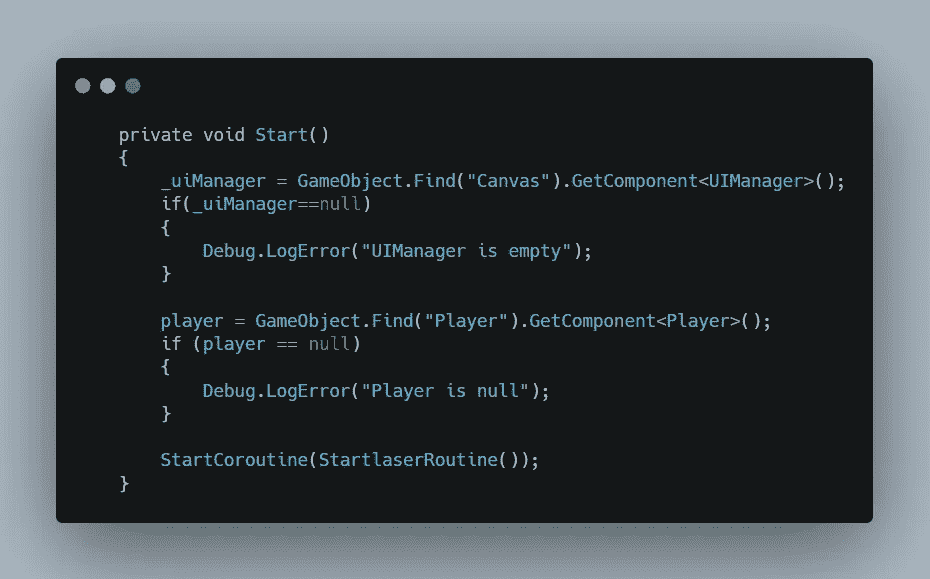 private void Start()
{
    _uiManager = GameObject.Find("Canvas").GetComponent<UIManager>();
    if(_uiManager==null)
    {
        Debug.LogError("UIManager is empty");
    }

    player = GameObject.Find("Player").GetComponent<Player>();
    if (player == null)
    {
        Debug.LogError("Player is null");
    }

    StartCoroutine(StartlaserRoutine());
}